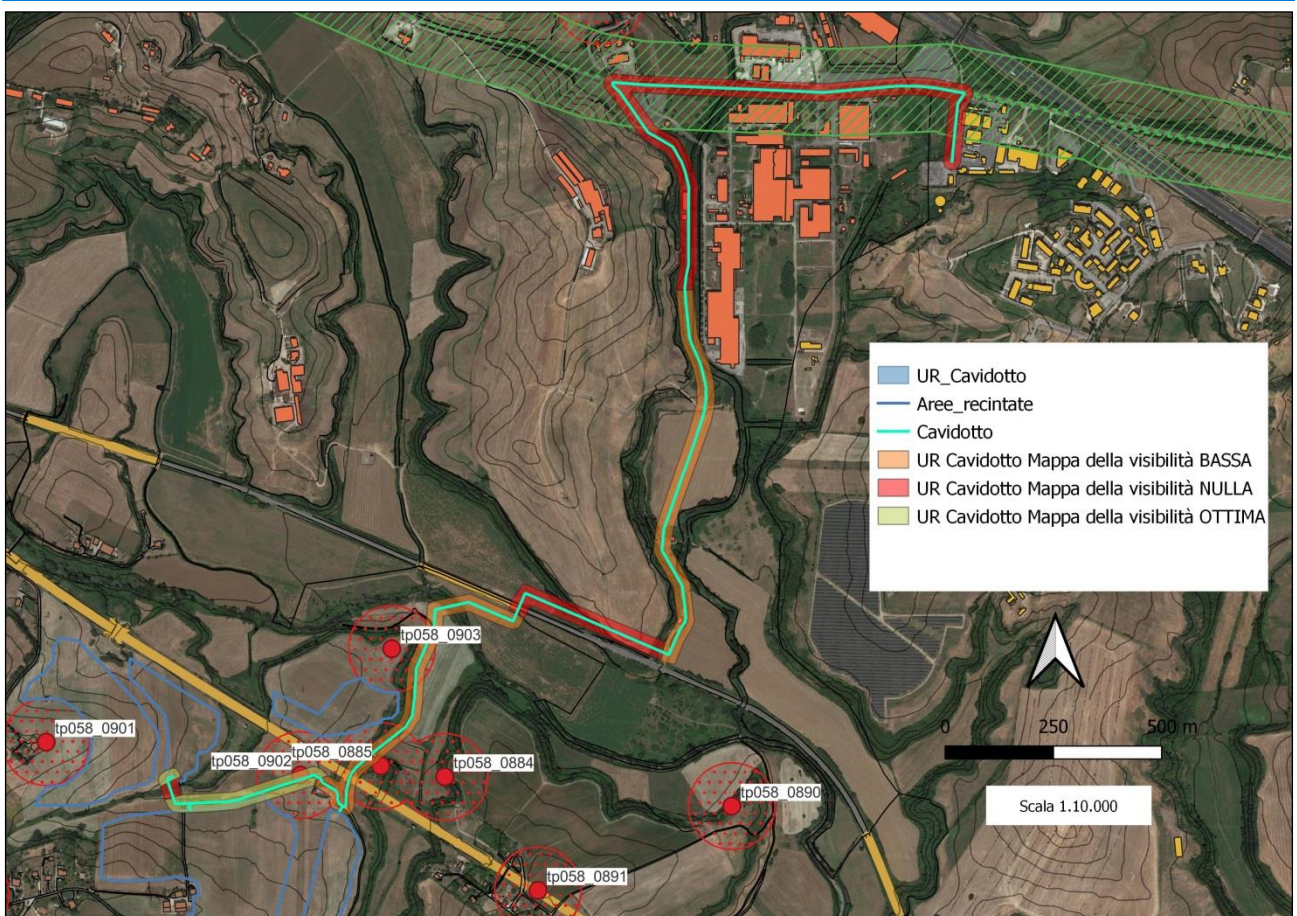 UR_Cavidotto
Aree_recintate
Cavidotto
UR Cavidotto Mappa della visibilità BASSA
UR Cavidotto Mappa della visibilità NULLA
UR Cavidotto Mappa della visibilità OTTIMA
tp058_0903
tp058_0901
tp058_0885
tp058_0902
tp058_0884
tp058_0890
tp058_0891
0 250 500 m
Scala 1.10.000